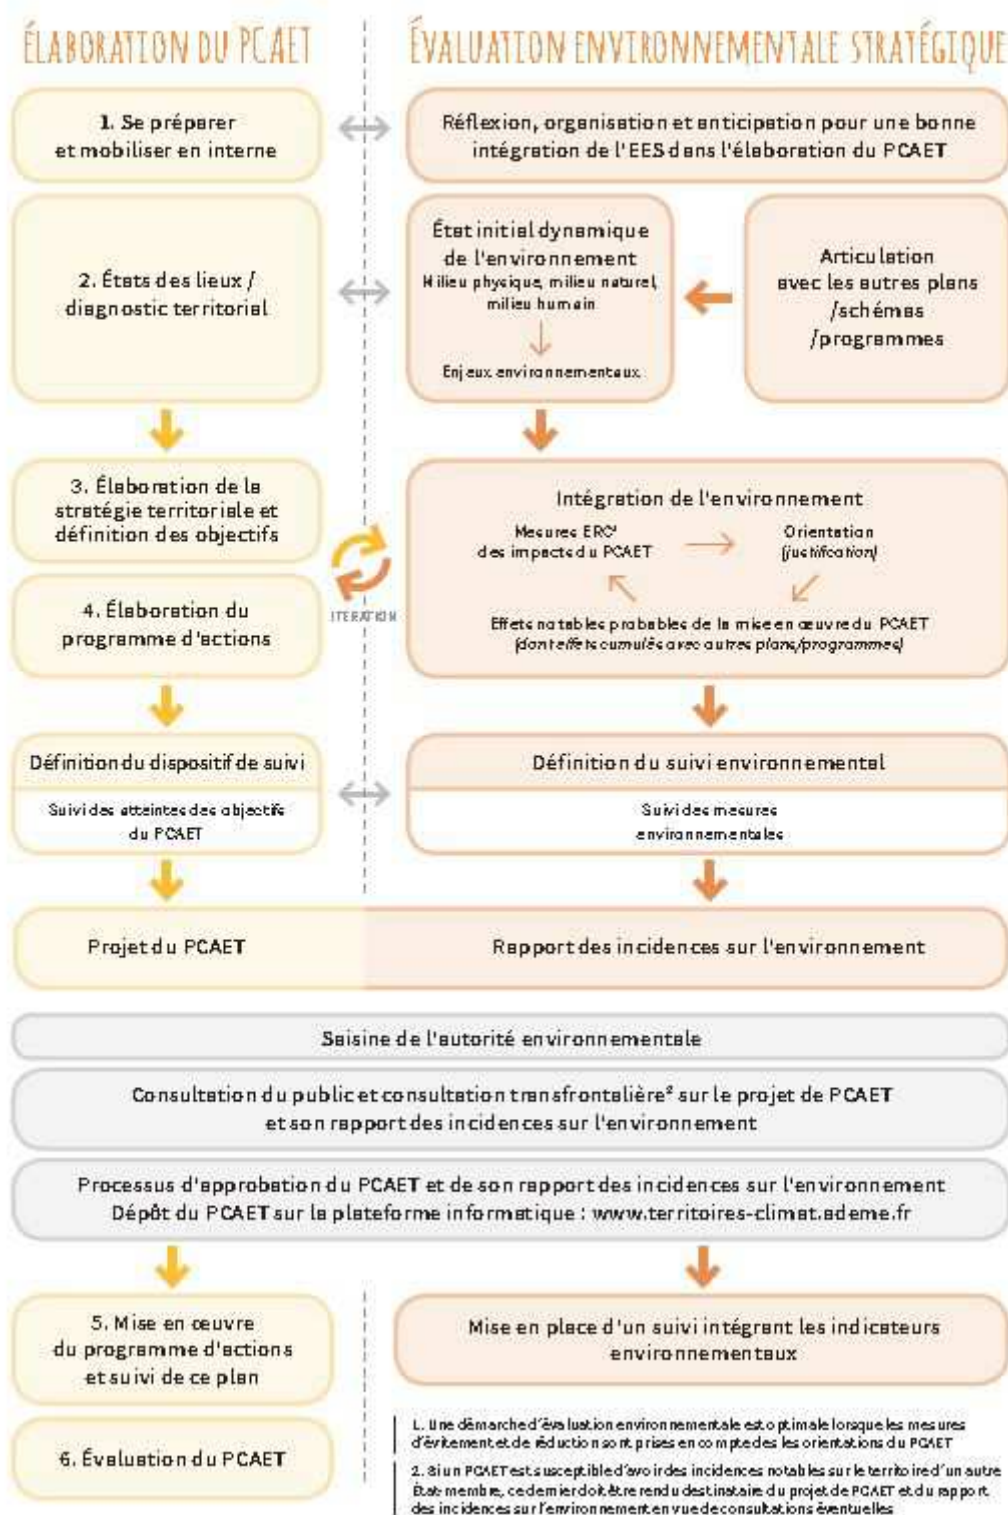 ÉLABORATION DU PCAET
ÉVALUATION ENVIRONNEMENTALE STRATÉGIQUE
1. Se préparer
et mobiliser en interne
Réflexion, organisation et anticipation pour une bonne
intégration de l'EES dans l'élaboration du PCAET
2. États des lieux /
diagnostic territorial
État initial dynamique
de l'environnement
Milieu physique, milieu naturel,
milieu humain
Enjeux environnementaux
Articulation
avec les autres plans
/schémas
/programmes
3. Élaboration de la
stratégie territoriale et
définition des objectifs
4. Élaboration du
programme d'actions
ITERATION
Intégration de l'environnement
Mesures ERC¹
des impacts du PCAET
Orientation
(justification)
Effets notables probables de la mise en œuvre du PCAET
(dont effets cumulés avec autres plans/programmes)
Définition du dispositif de suivi
Suivi des atteintes des objectifs
du PCAET
Définition du suivi environnemental
Suivi des mesures
environnementales
Projet du PCAET
Rapport des incidences sur l'environnement
Saisine de l'autorité environnementale
Consultation du public et consultation transfrontalière² sur le projet de PCAET
et son rapport des incidences sur l'environnement
Processus d'approbation du PCAET et de son rapport des incidences sur l'environnement
Dépôt du PCAET sur la plateforme informatique : www.territoires-climat.ademe.fr
5. Mise en œuvre
du programme d'actions
et suivi de ce plan
Mise en place d'un suivi intégrant les indicateurs
environnementaux
6. Évaluation du PCAET
1. Une démarche d'évaluation environnementale est optimale lorsque les mesures
d'évitement et de réduction sont prises en compte des les orientations du PCAET
2. Si un PCAET est susceptible d'avoir des incidences notables sur le territoire d'un autre
État membre, ce dernier doit être rendu destinataire du projet de PCAET et du rapport
des incidences sur l'environnement en vue de consultations éventuelles